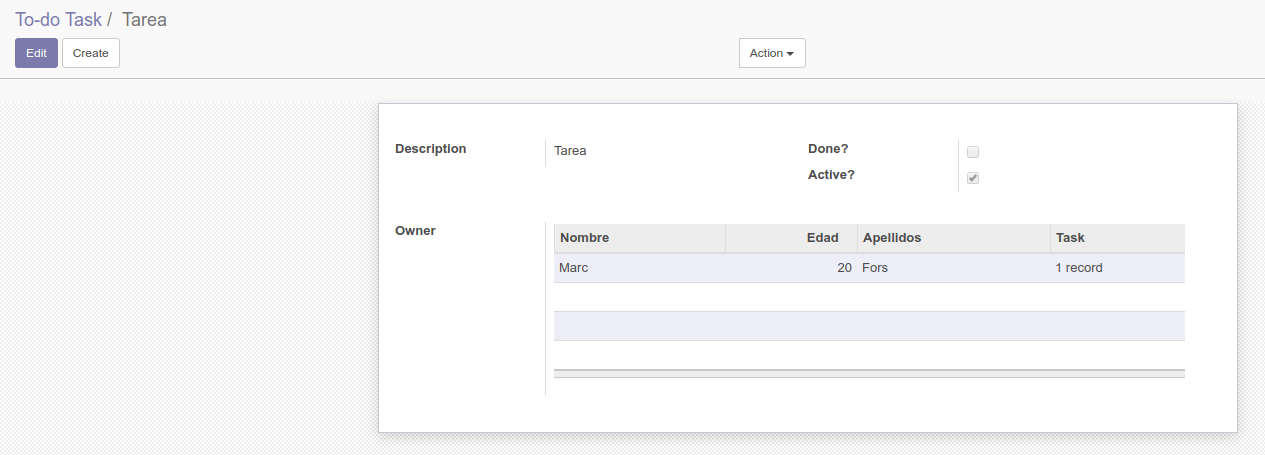 To-do Task / Tarea
Edit Create Action
Description Tarea Done?
Active?
Owner Nombre Edad Apellidos Task
Marc 20 Fors 1 record